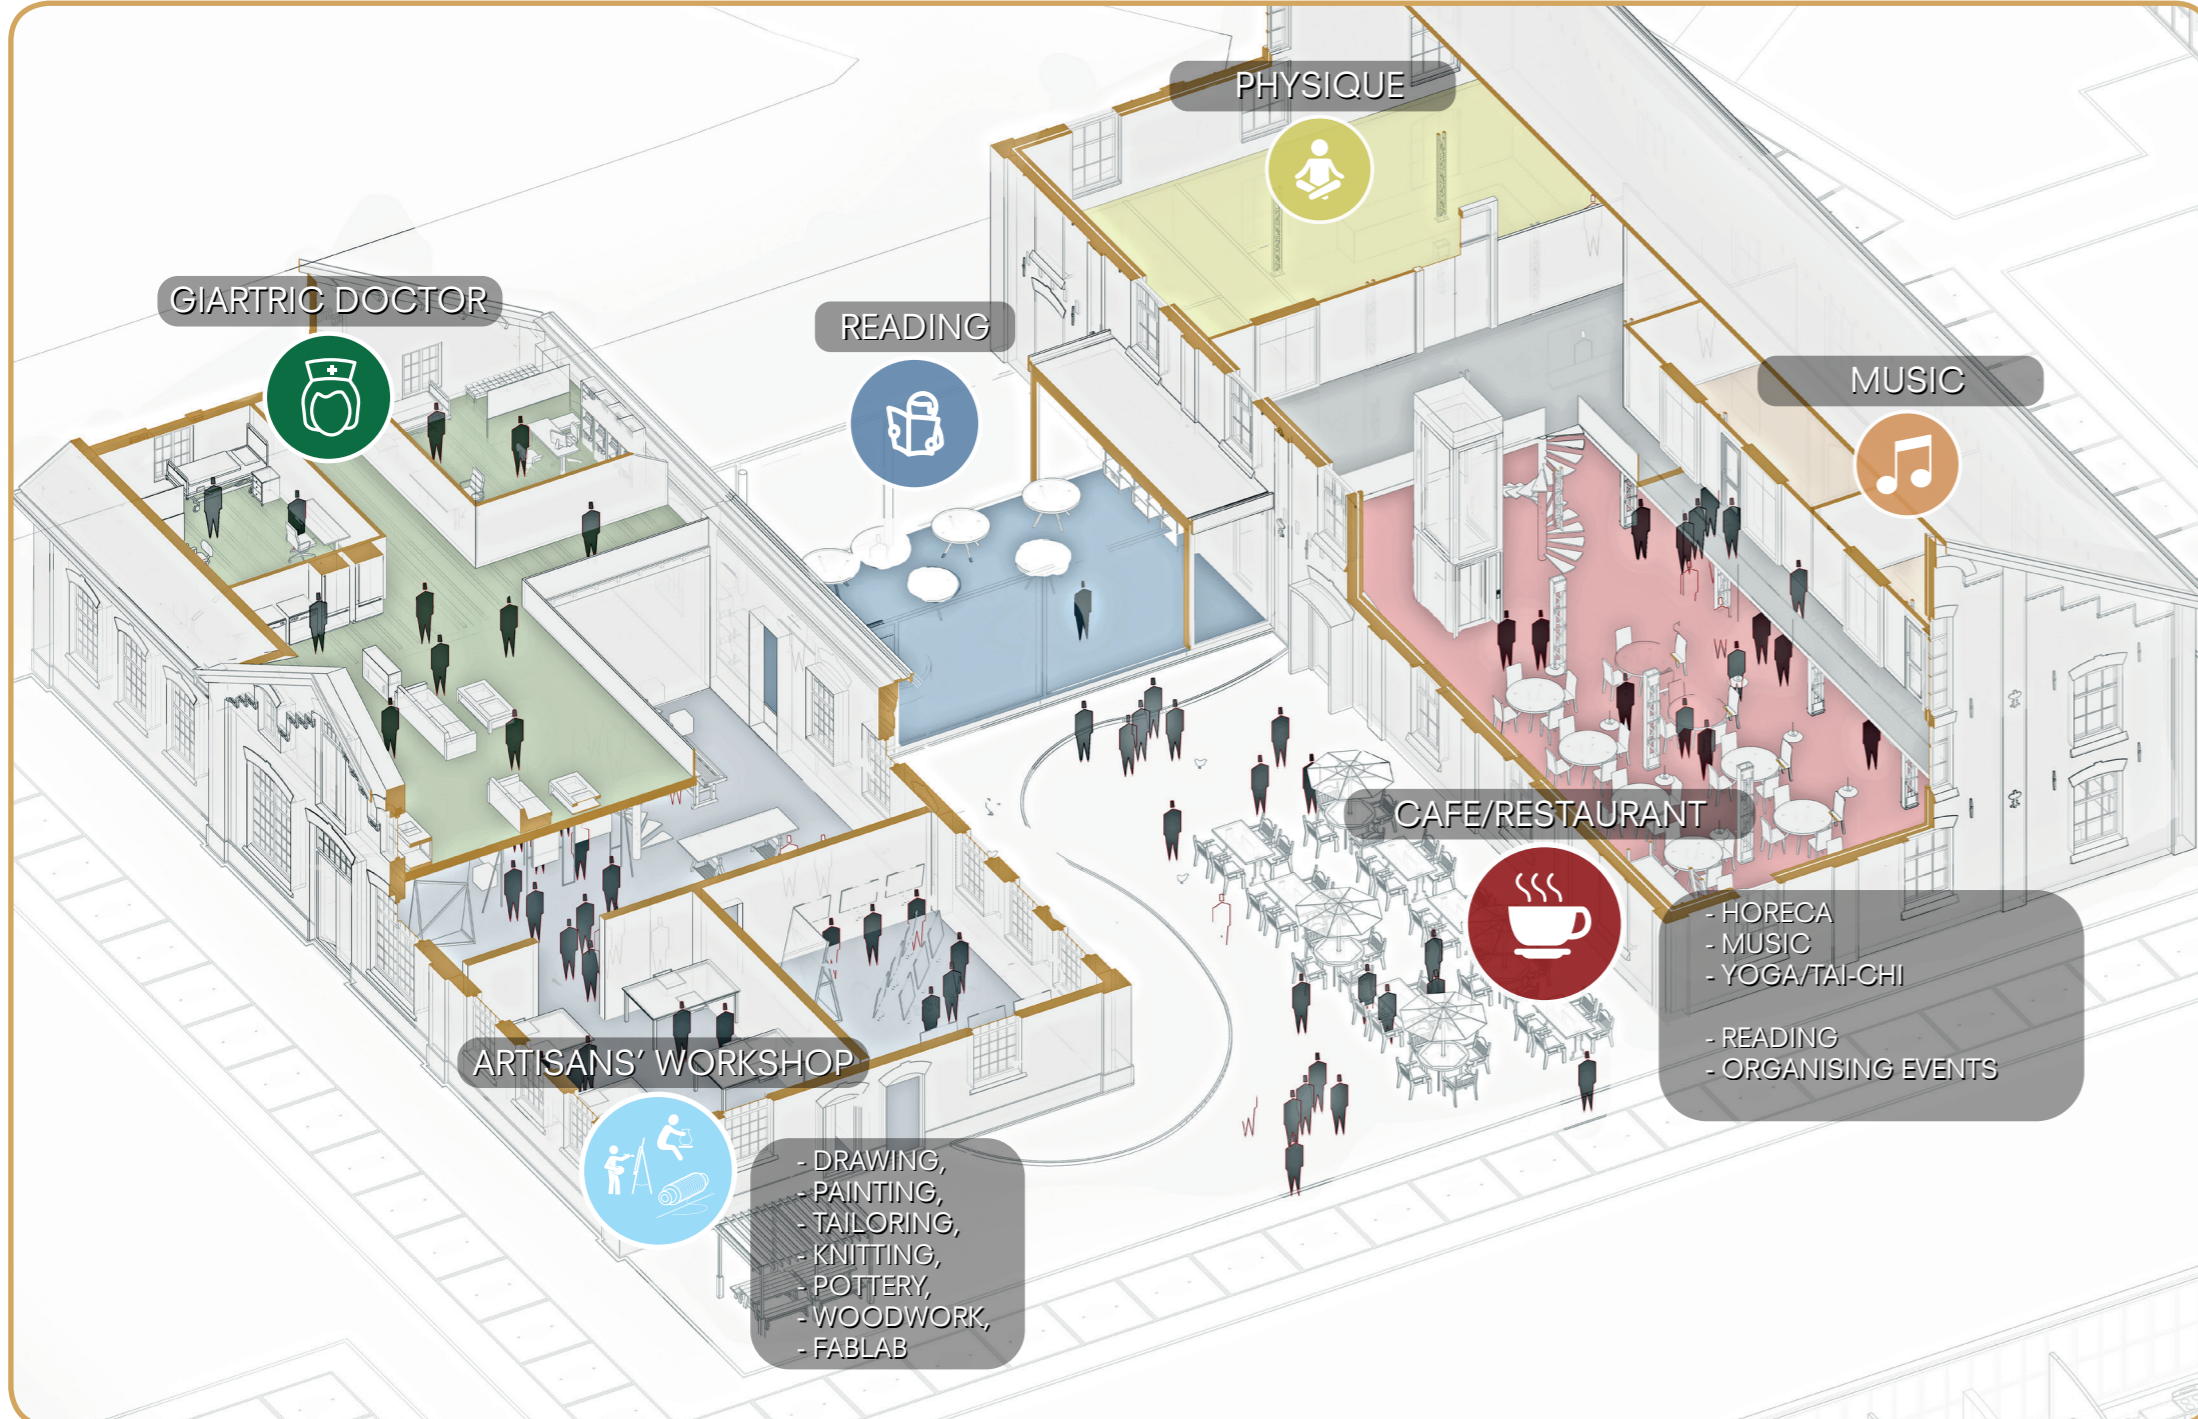 PHYSIQUE
GIARTRIC DOCTOR
READING
MUSIC
CAFE/RESTAURANT
- HORECA
- MUSIC
- YOGA/TAI-CHI
- READING
- ORGANISING EVENTS
ARTISANS' WORKSHOP
- DRAWING,
- PAINTING,
- TAILORING,
- KNITTING,
- POTTERY,
- WOODWORK,
- FABLAB